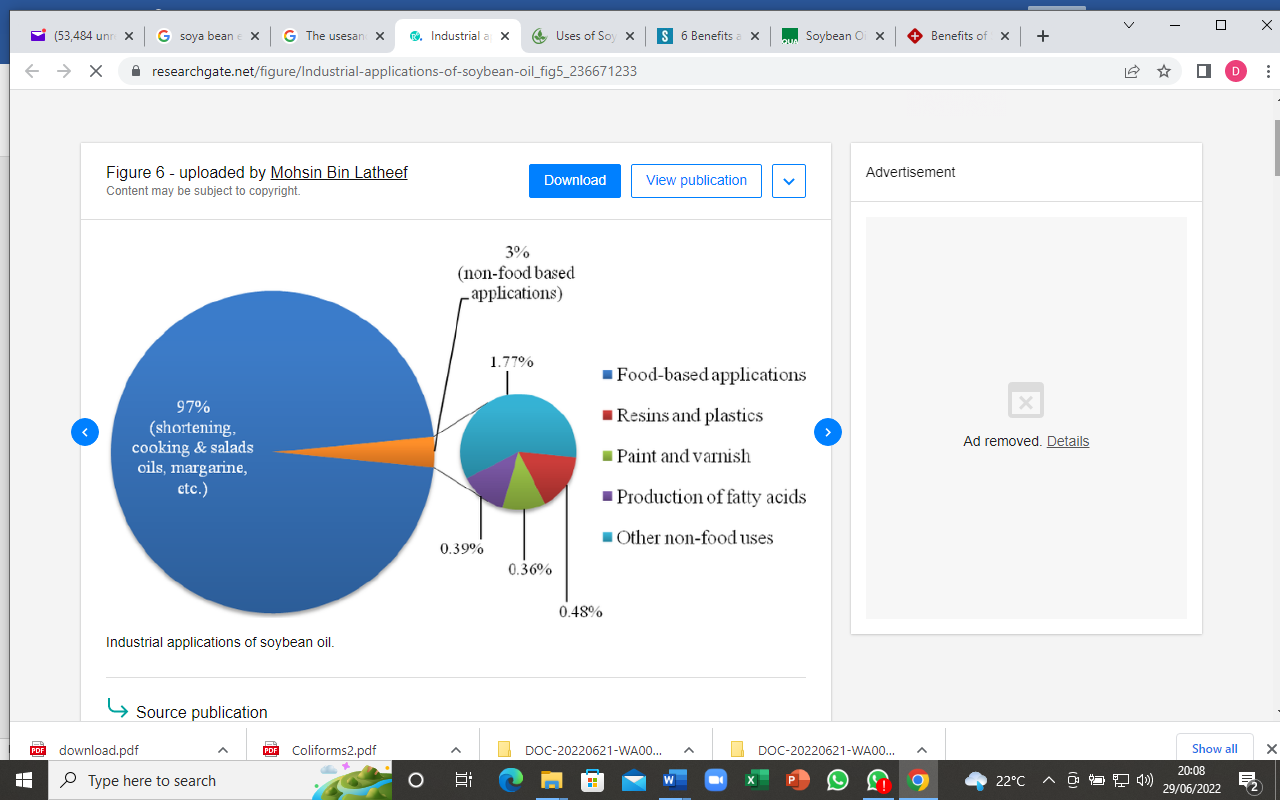 (53,484 unr
soya bean e
The usesan
Industrial a
Uses of Soy
6 Benefits a
Soybean O
Benefits of
researchgate.net/figure/Industrial-applications-of-soybean-oil_fig5_236671233
D
Figure 6 - uploaded by Mohsin Bin Latheef
Content may be subject to copyright.
Download
View publication
Advertisement
3%
(non-food based
applications)
1.77%
97%
(shortening,
cooking & salads
oils, margarine,
etc.)
Food-based applications
Resins and plastics
Paint and varnish
Production of fatty acids
Other non-food uses
0.39%
0.36%
0.48%
Ad removed. Details
Industrial applications of soybean oil.
Source publication
PDF
download.pdf
PDF
Coliforms2.pdf
DOC-20220621-WA00...
DOC-20220621-WA00...
Show all
Type here to search
22°C
20:08
29/06/2022
2